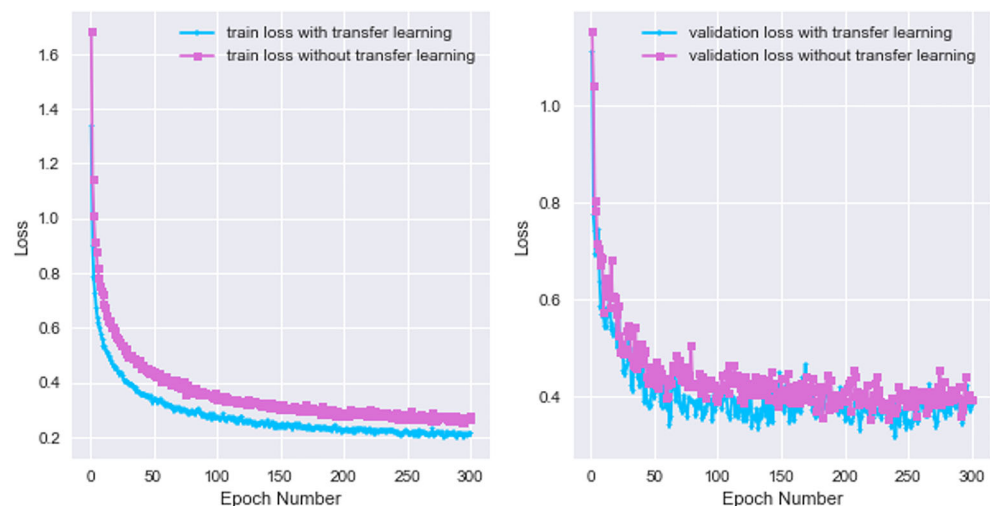 train loss with transfer learning
train loss without transfer learning
1.6
1.4
1.2
1.0
0.8
0.6
0.4
0.2
Loss
0 50 100 150 200 250 300
Epoch Number
validation loss with transfer learning
validation loss without transfer learning
1.0
0.8
0.6
0.4
Loss
0 50 100 150 200 250 300
Epoch Number